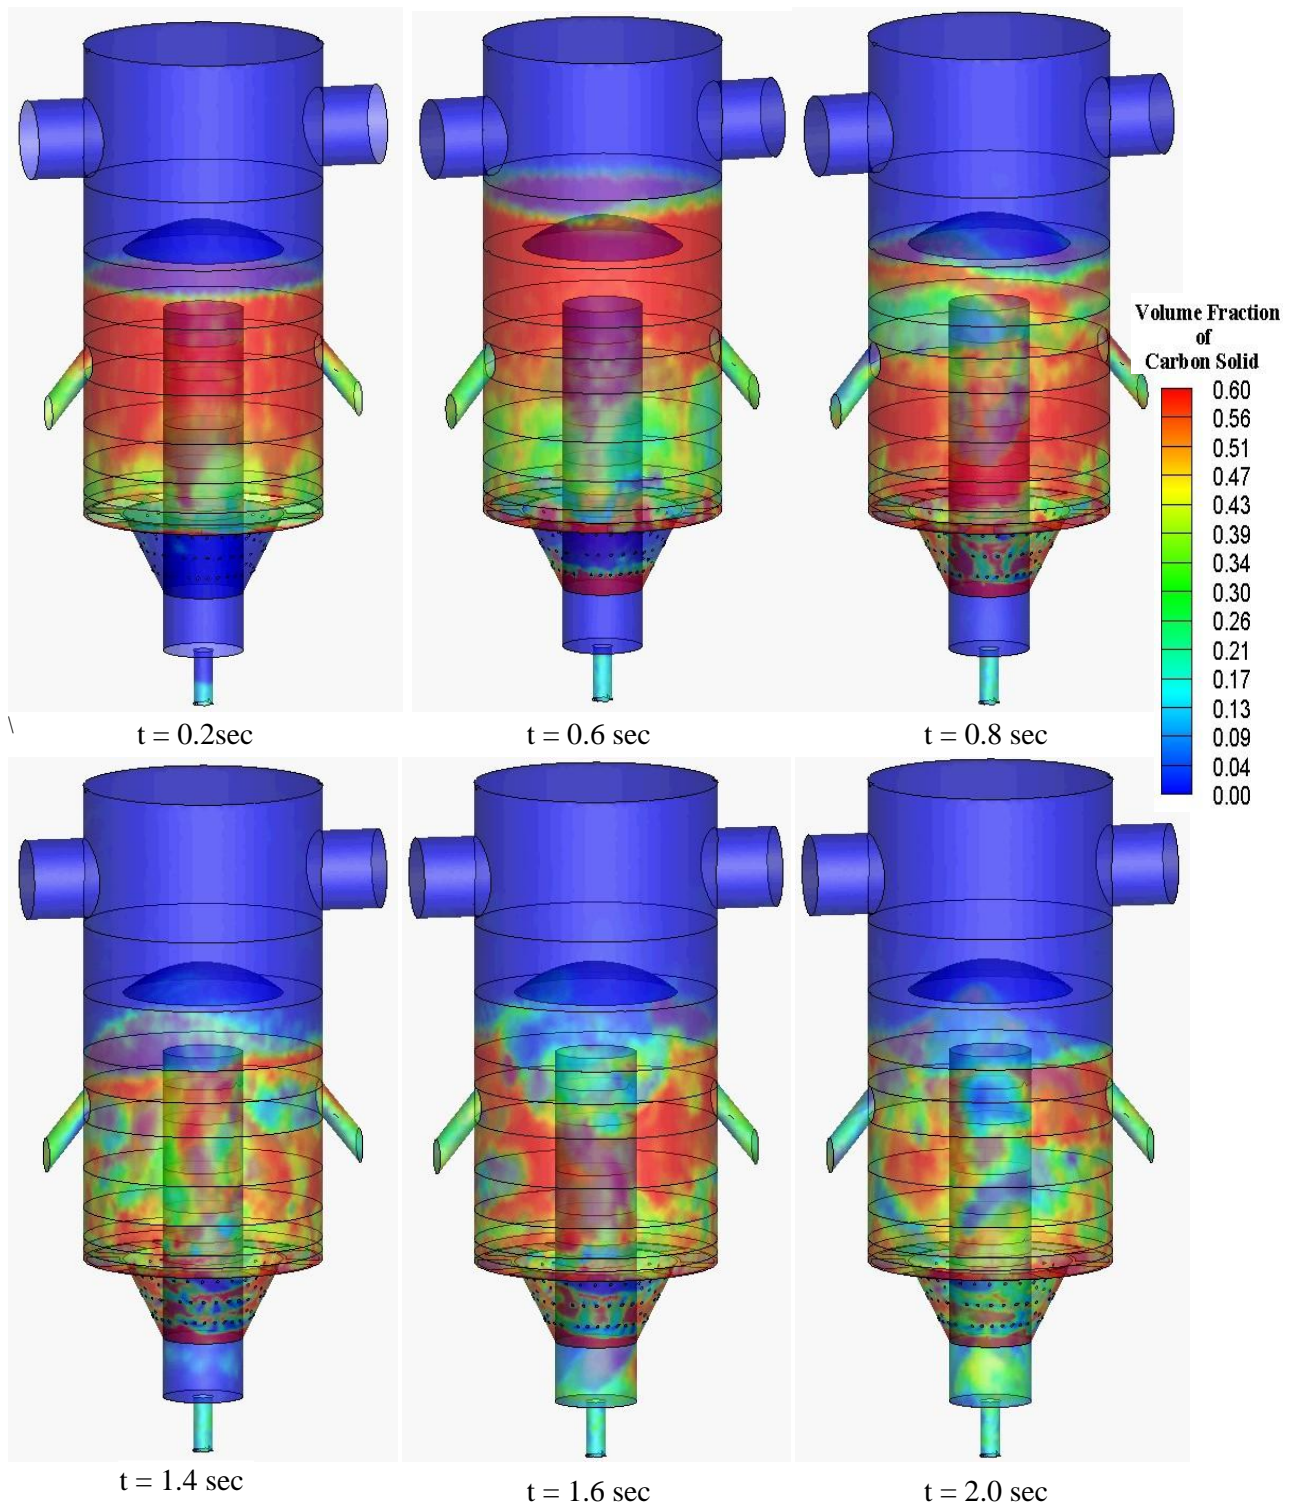 Volume Fraction
of
Carbon Solid
0.60
0.56
0.51
0.47
0.43
0.39
0.34
0.30
0.26
0.21
0.17
0.13
0.09
0.04
0.00
\
t = 0.2sec
t = 0.6 sec
t = 0.8 sec
t = 1.4 sec
t = 1.6 sec
t = 2.0 sec